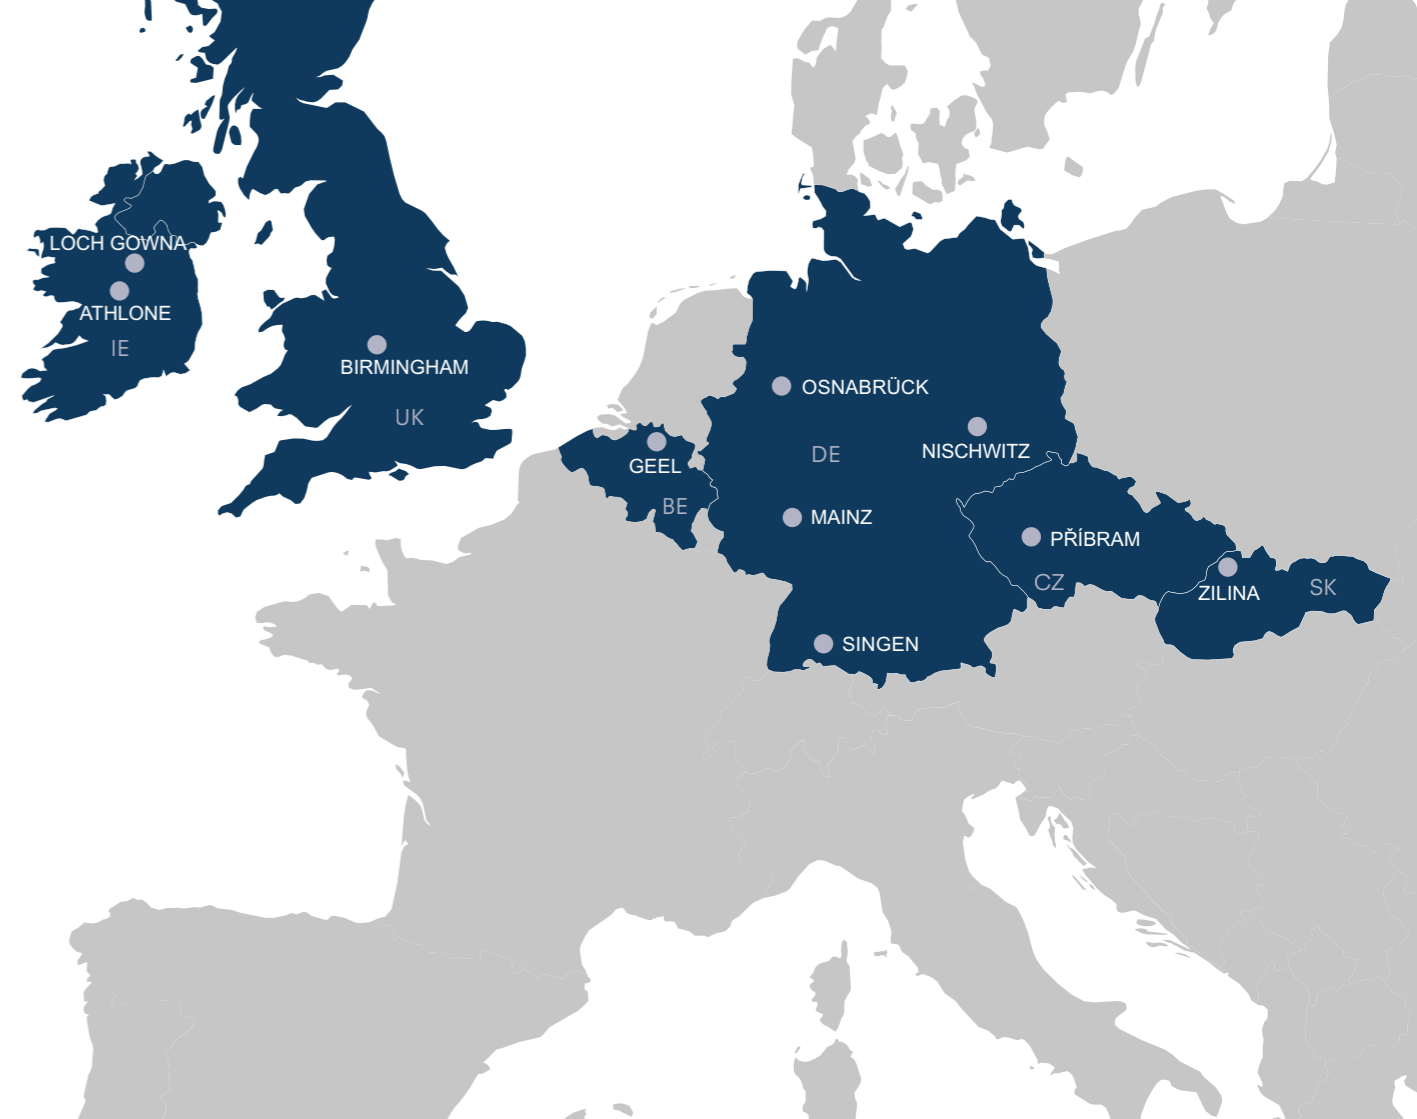 LOCH GOWNA
ATHLONE
IE
BIRMINGHAM
UK
OSNABRÜCK
NISCHWITZ
GEEL
DE
BE
MAINZ
PŘÍBRAM
CZ
ZILINA
SK
SINGEN